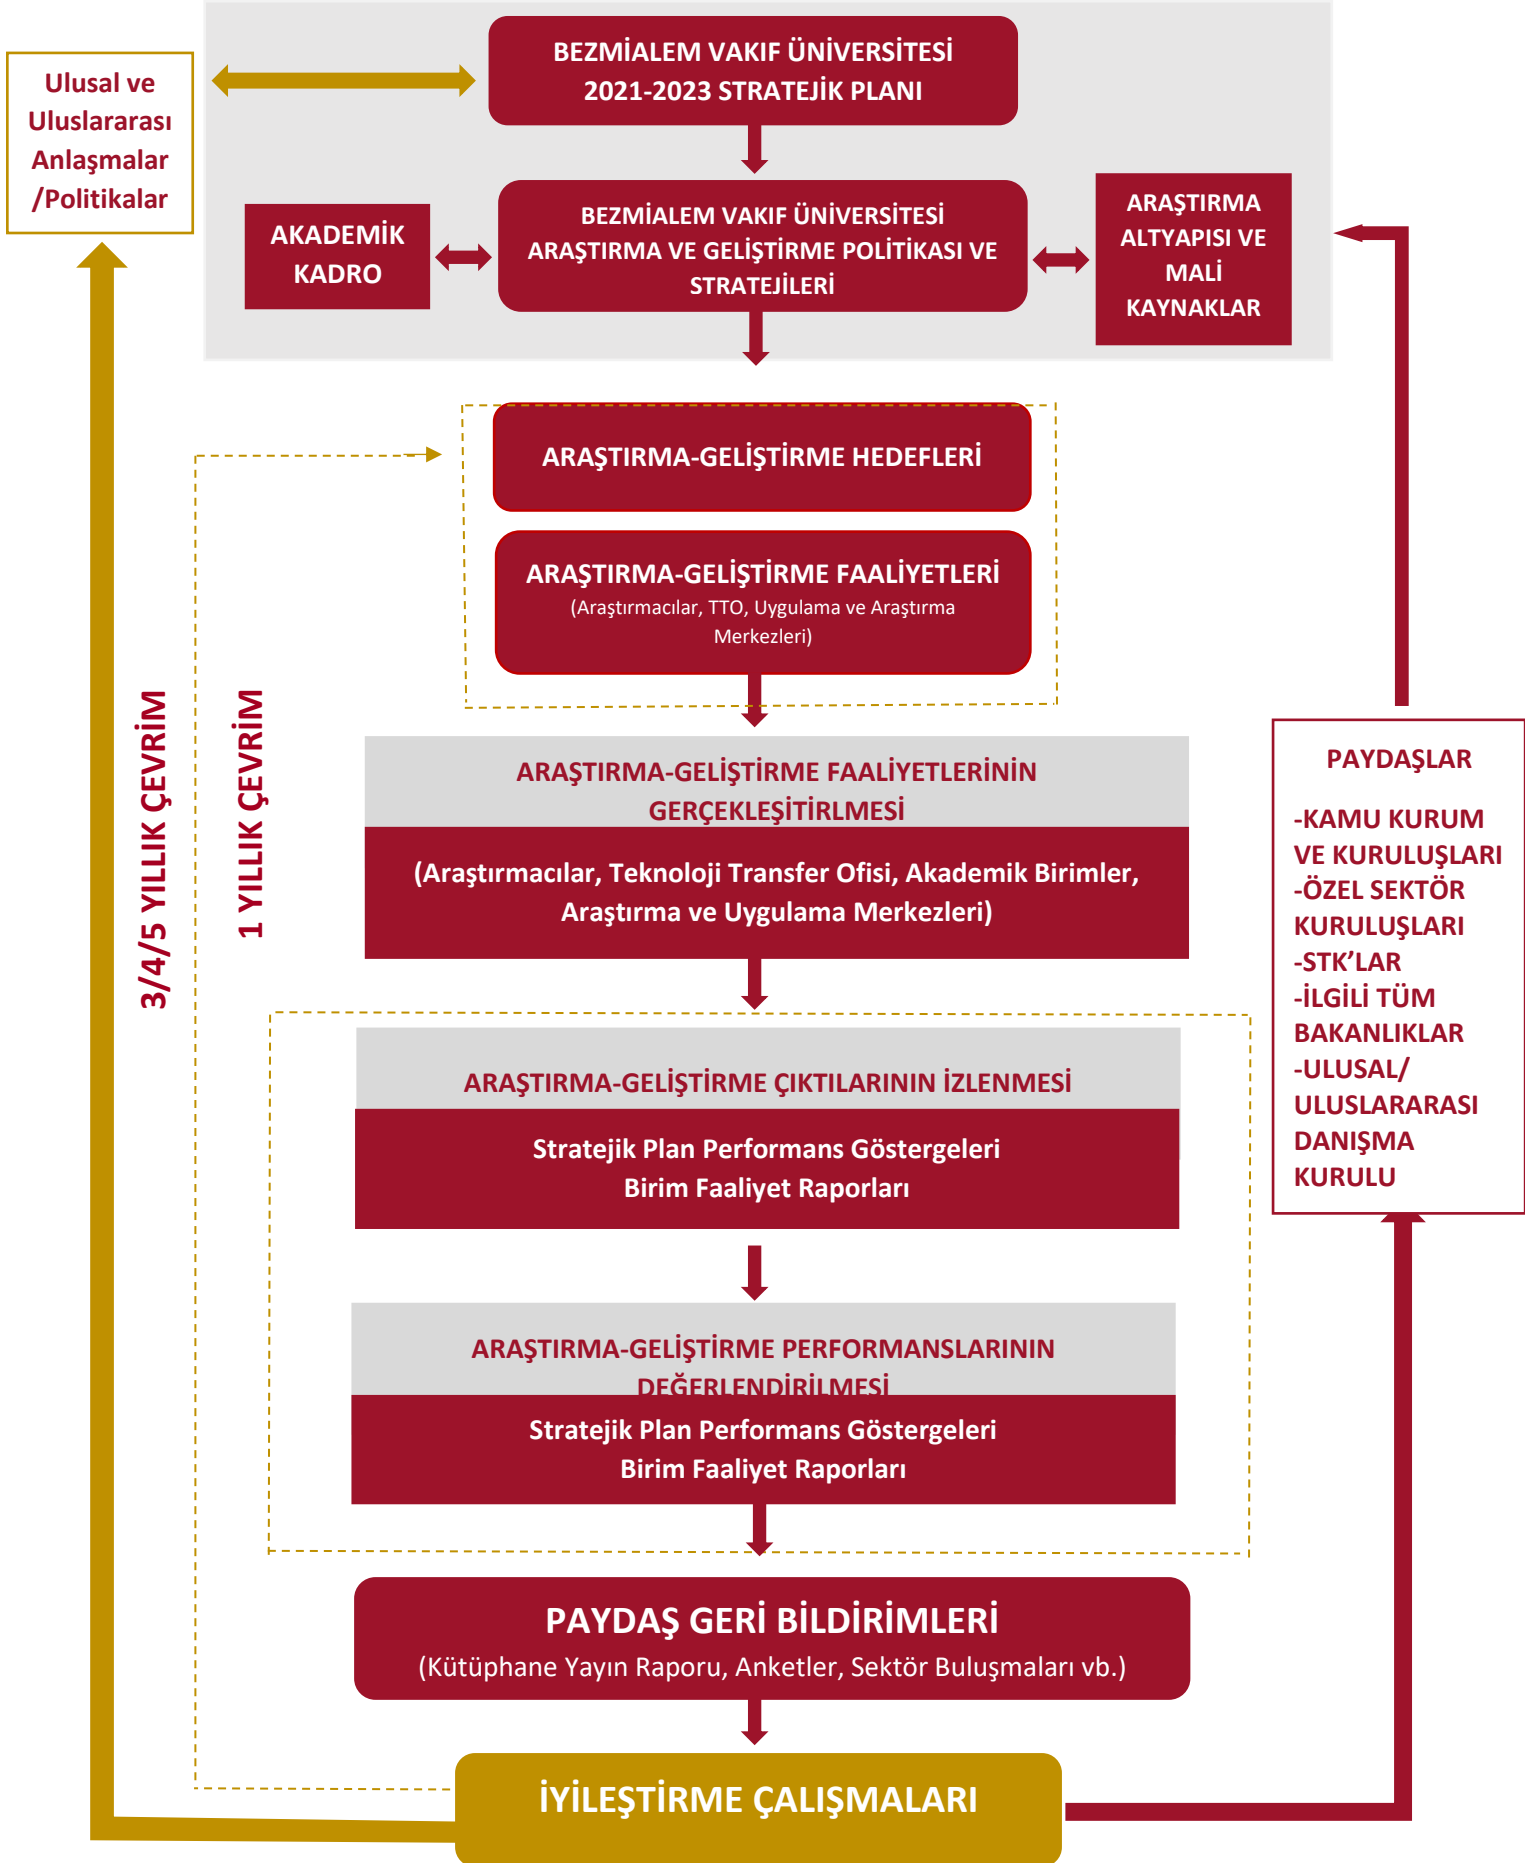 BEZMİALEM VAKIF ÜNİVERSİTESİ
2021-2023 STRATEJİK PLANI
Ulusal ve
Uluslararası
Anlaşmalar
/Politikalar
AKADEMİK
KADRO
BEZMİALEM VAKIF ÜNİVERSİTESİ
ARAŞTIRMA VE GELİŞTİRME POLİTİKASI VE
STRATEJİLERİ
ARAŞTIRMA
ALTYAPISI VE
MALİ
KAYNAKLAR
ARAŞTIRMA-GELİŞTİRME HEDEFLERİ
ARAŞTIRMA-GELİŞTİRME FAALİYETLERİ
(Araştırmacılar, TTO, Uygulama ve Araştırma
Merkezleri)
3/4/5 YILLIK ÇEVRİM
1 YILLIK ÇEVRİM
ARAŞTIRMA-GELİŞTİRME FAALİYETLERİNİN
GERÇEKLEŞİTİRLMESİ
(Araştırmacılar, Teknoloji Transfer Ofisi, Akademik Birimler,
Araştırma ve Uygulama Merkezleri)
PAYDAŞLAR
-KAMU KURUM
VE KURULUŞLARI
-ÖZEL SEKTÖR
KURULUŞLARI
-STK’LAR
-İLGİLİ TÜM
BAKANLIKLAR
-ULUSAL/
ULUSLARARASI
DANIŞMA
KURULU
ARAŞTIRMA-GELİŞTİRME ÇIKTILARININ İZLENMESİ
Stratejik Plan Performans Göstergeleri
Birim Faaliyet Raporları
ARAŞTIRMA-GELİŞTİRME PERFORMANSLARININ
DEĞERLENDİRİLMESİ
Stratejik Plan Performans Göstergeleri
Birim Faaliyet Raporları
PAYDAŞ GERİ BİLDİRİMLERİ
(Kütüphane Yayın Raporu, Anketler, Sektör Buluşmaları vb.)
İYİLEŞTİRME ÇALIŞMALARI